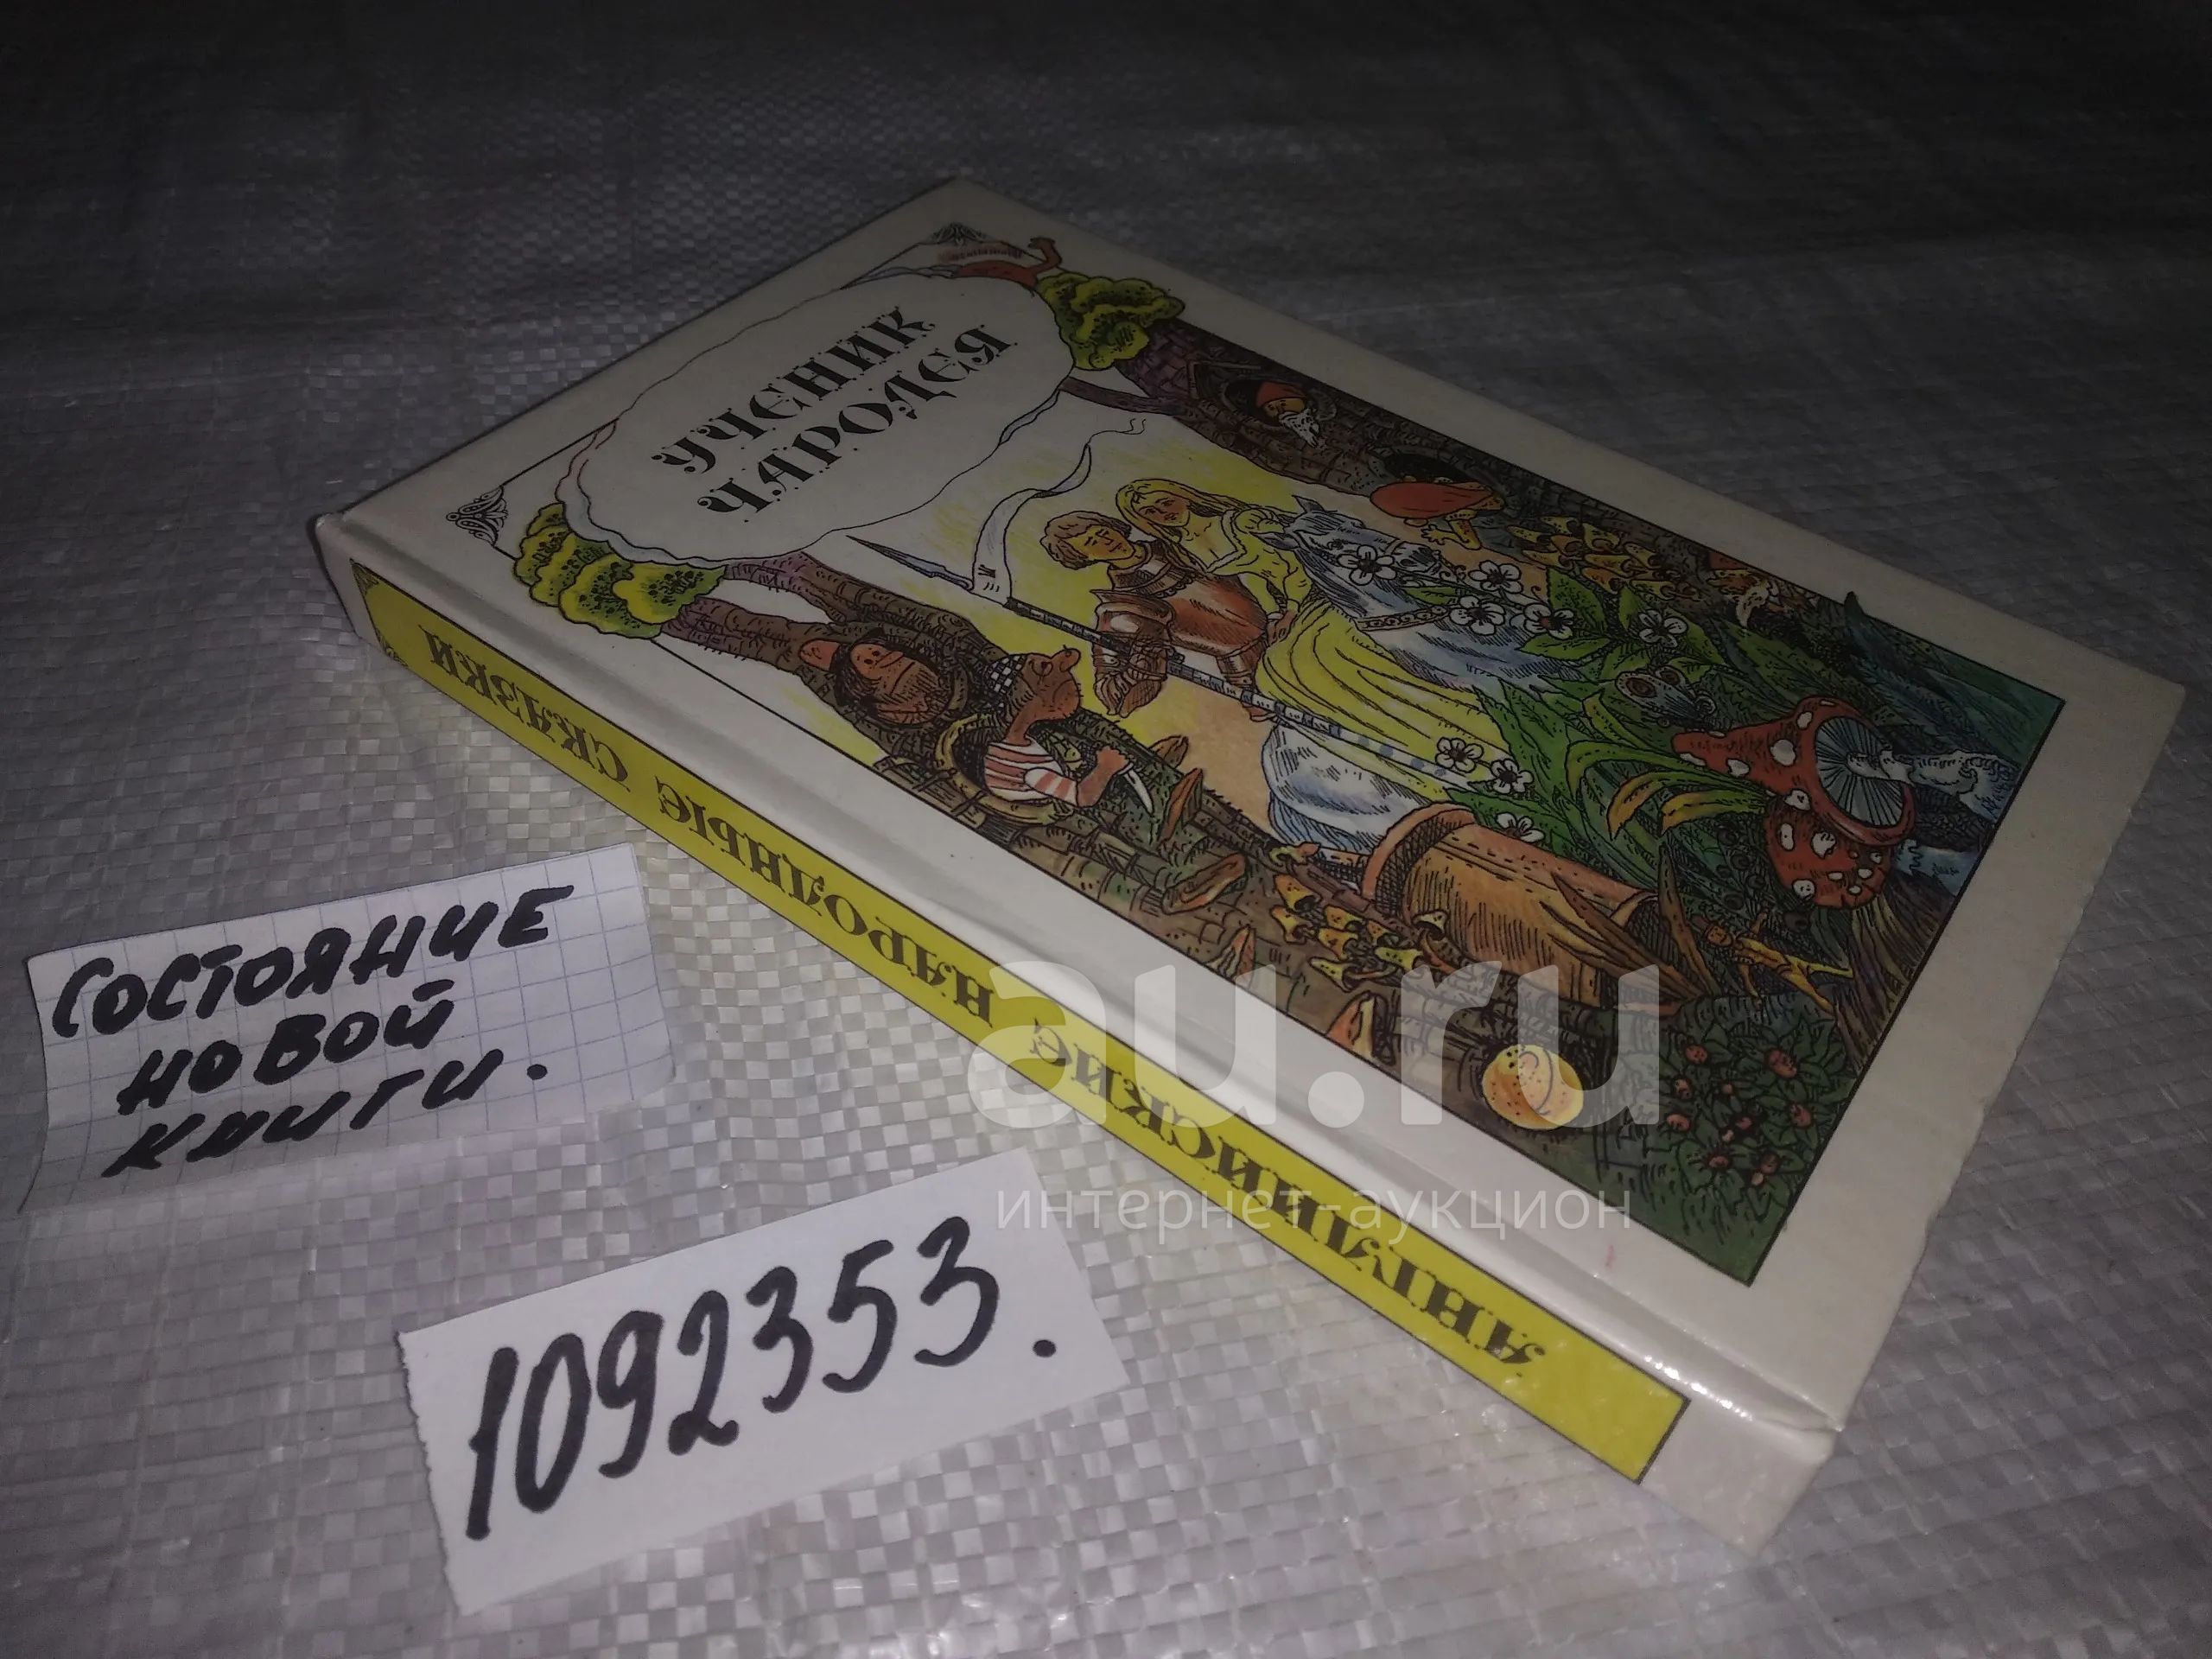 УЧЕНИК
ЧАРОДЕЯ
АНГЛИЙСКИЕ НАРОДНЫЕ СКАЗКИ
СОСТОЯНИЕ
НОВОЙ
КНИГИ.
1092353.
au.ru
интернет-аукцион